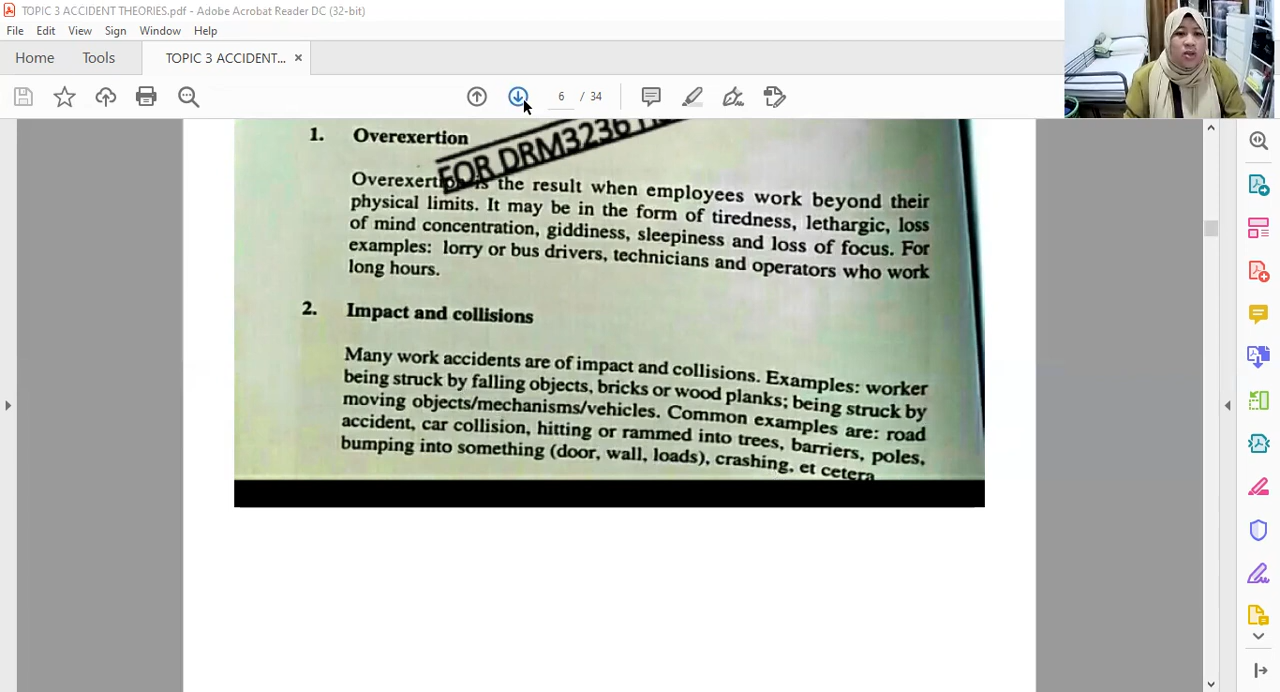 TOPIC 3 ACCIDENT THEORIES.pdf - Adobe Acrobat Reader DC (32-bit)
File Edit View Sign Window Help
Home Tools TOPIC 3 ACCIDENT... ×
6 / 34
FOR DRM3236
1. Overexertion
Overexertion is the result when employees work beyond their
physical limits. It may be in the form of tiredness, lethargic, loss
of mind concentration, giddiness, sleepiness and loss of focus. For
examples: lorry or bus drivers, technicians and operators who work
long hours.
2. Impact and collisions
Many work accidents are of impact and collisions. Examples: worker
being struck by falling objects, bricks or wood planks; being struck by
moving objects/mechanisms/vehicles. Common examples are: road
accident, car collision, hitting or rammed into trees, barriers, poles,
bumping into something (door, wall, loads), crashing, et cetera